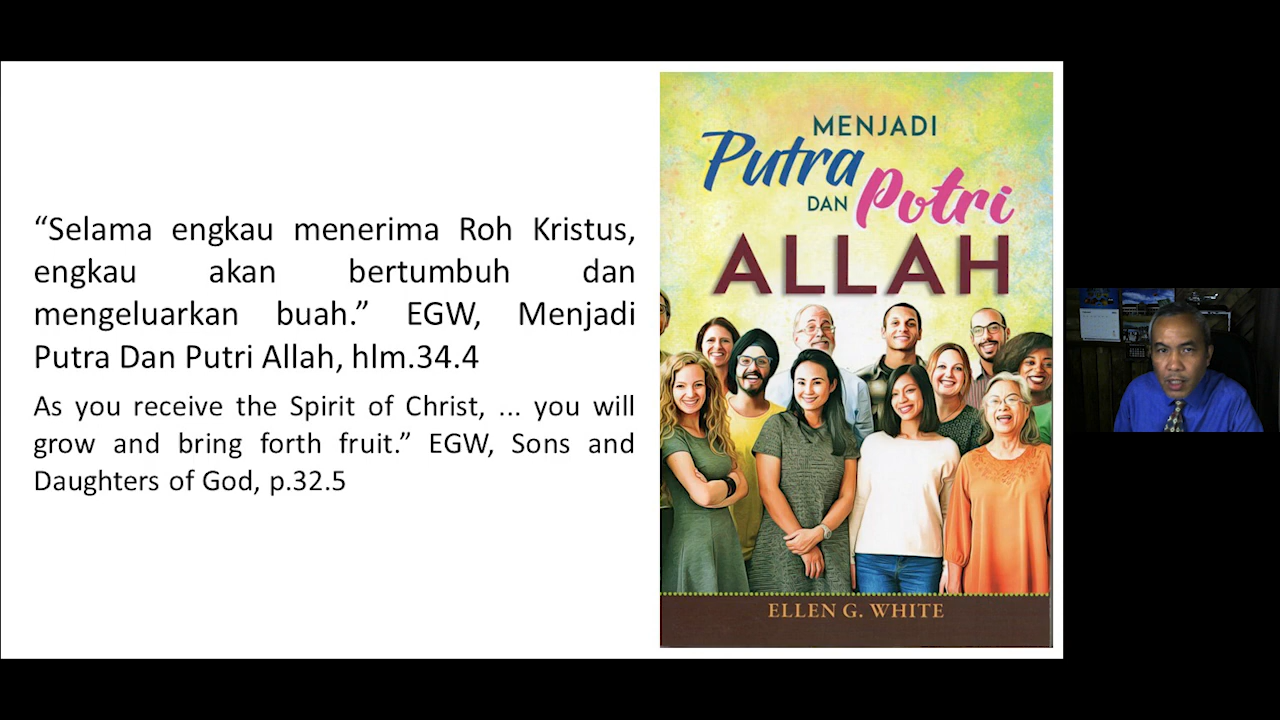 “Selama engkau menerima Roh Kristus,
engkau akan bertumbuh dan
mengeluarkan buah.” EGW, Menjadi
Putra Dan Putri Allah, hlm.34.4
As you receive the Spirit of Christ, ... you will
grow and bring forth fruit.” EGW, Sons and
Daughters of God, p.32.5
MENJADI
Putra
DAN Putri
ALLAH
ELLEN G. WHITE